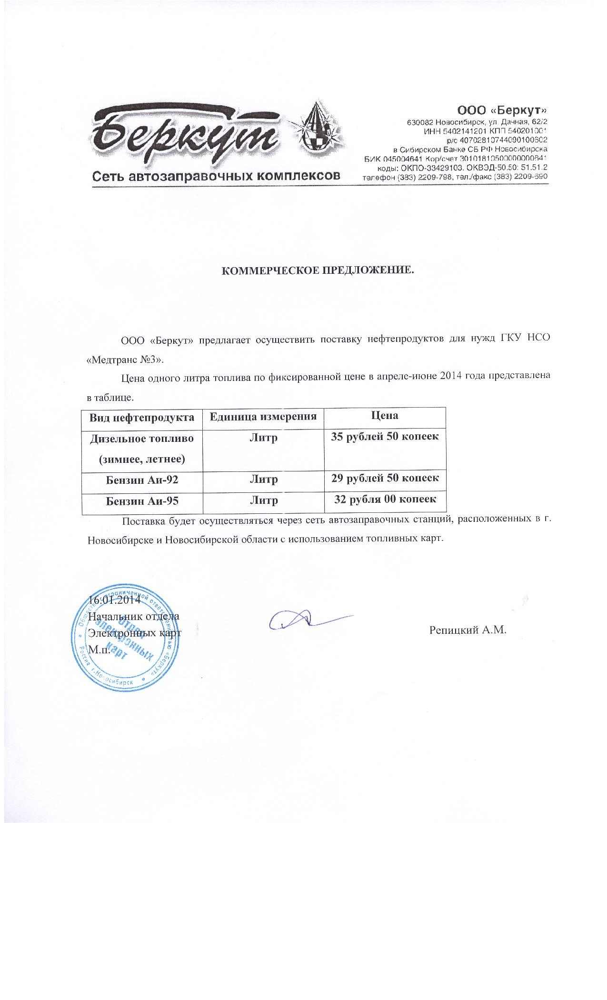 Беркут
Сеть автозаправочных комплексов
ООО «Беркут»
630082 Новосибирск, ул. Дачная, 62/2
ИНН 5402141201 КПП 540201001
р/с 40702810744090100602
в Сибирском Банке СБ РФ Новосибирска
БИК 045004641 Кор/счет 30101810500000000641
коды: ОКПО-33429103. ОКВЭД-50.50: 51.51.2
телефон (383) 2209-798, тел./факс (383) 2209-690
КОММЕРЧЕСКОЕ ПРЕДЛОЖЕНИЕ.
ООО «Беркут» предлагает осуществить поставку нефтепродуктов для нужд ГКУ НСО
«Медтранс №3».
Цена одного литра топлива по фиксированной цене в апреле-июне 2014 года представлена
в таблице.
Вид нефтепродукта Единица измерения Цена
Дизельное топливо Литр 35 рублей 50 копеек
(зимнее, летнее)
Бензин Аи-92 Литр 29 рублей 50 копеек
Бензин Аи-95 Литр 32 рубля 00 копеек
Поставка будет осуществляться через сеть автозаправочных станций, расположенных в г.
Новосибирске и Новосибирской области с использованием топливных карт.
16.01.2014
Начальник отдела
Электронных карт
Репицкий А.М.
М.п.
Общество с ограниченной ответственностью «Беркут»
Россия г.Новосибирск
Отдел
электронных
карт